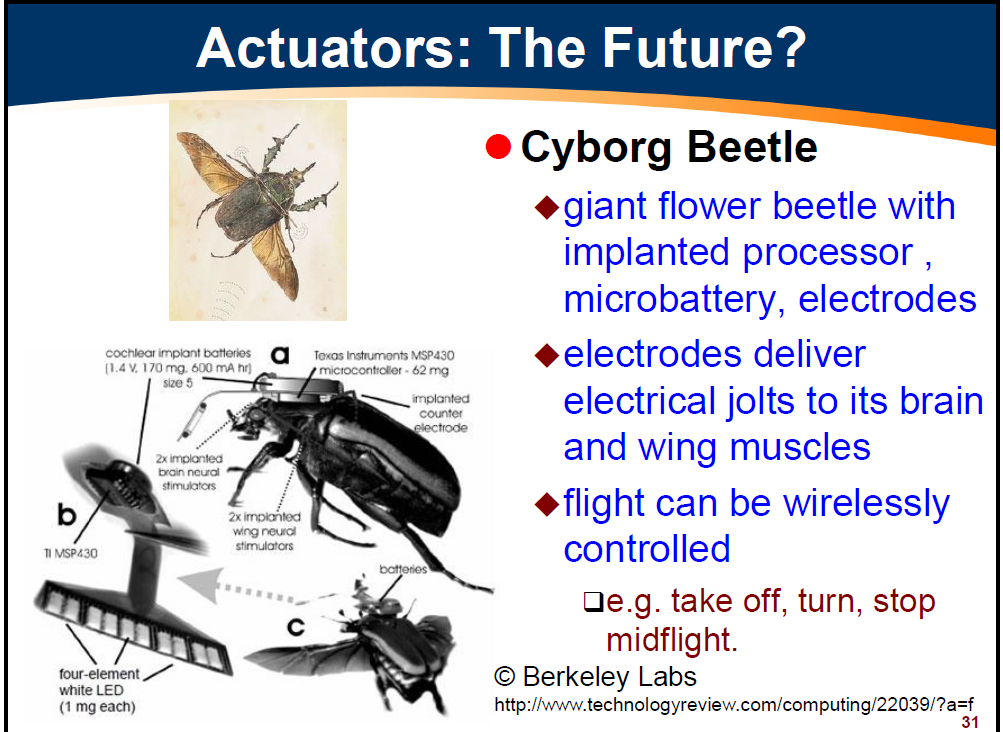 Actuators: The Future?
Cyborg Beetle
giant flower beetle with
implanted processor ,
microbattery, electrodes
electrodes deliver
electrical jolts to its brain
and wing muscles
flight can be wirelessly
controlled
e.g. take off, turn, stop
midflight.
© Berkeley Labs
http://www.technologyreview.com/computing/22039/?a=f
31
cochlear implant batteries
(1.4 V, 170 mg, 600 mA hr)
size 5
a
Texas Instruments MSP430
microcontroller - 62 mg
implanted
counter
electrode
2x implanted
brain neural
stimulators
2x implanted
wing neural
stimulators
b
TI MSP430
batteries
c
four-element
white LED
(1 mg each)